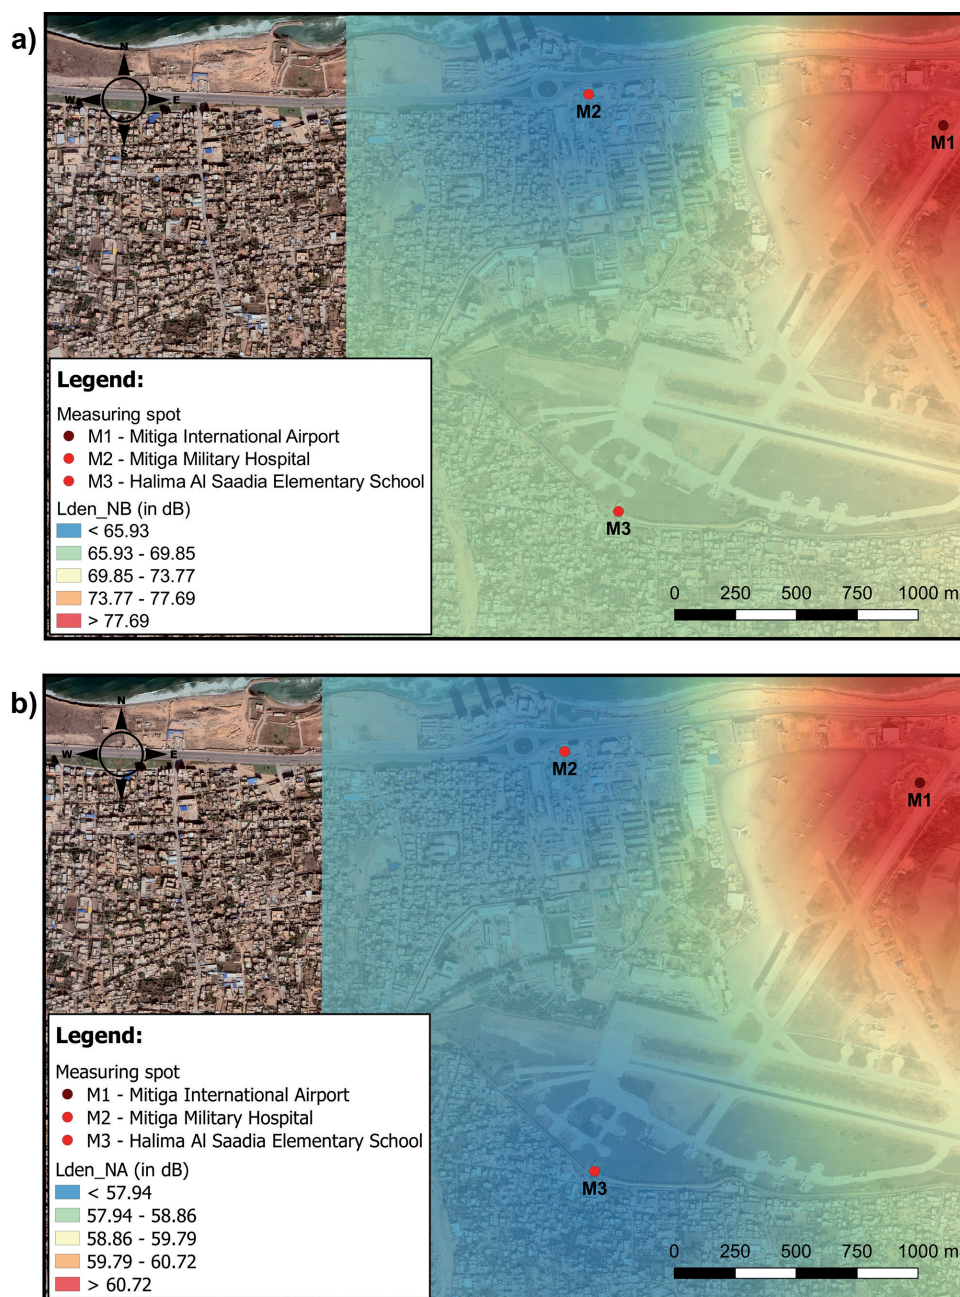 a)
N
W
E
S
M2
M1
M3
Legend:
Measuring spot
M1 - Mitiga International Airport
M2 - Mitiga Military Hospital
M3 - Halima Al Saadia Elementary School
Lden_NB (in dB)
< 65.93
65.93 - 69.85
69.85 - 73.77
73.77 - 77.69
> 77.69
0 250 500 750 1000 m
b)
N
W
E
S
M2
M1
M3
Legend:
Measuring spot
M1 - Mitiga International Airport
M2 - Mitiga Military Hospital
M3 - Halima Al Saadia Elementary School
Lden_NA (in dB)
< 57.94
57.94 - 58.86
58.86 - 59.79
59.79 - 60.72
> 60.72
0 250 500 750 1000 m